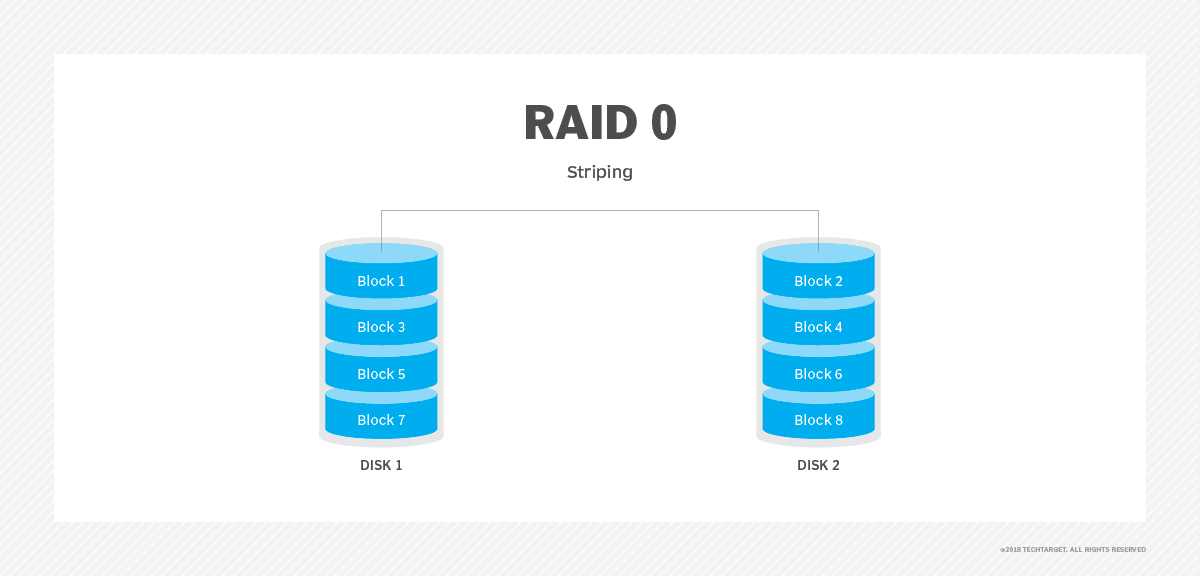 RAID 0
Striping
Block 1
Block 3
Block 5
Block 7
DISK 1
Block 2
Block 4
Block 6
Block 8
DISK 2
©2018 TECHTARGET. ALL RIGHTS RESERVED